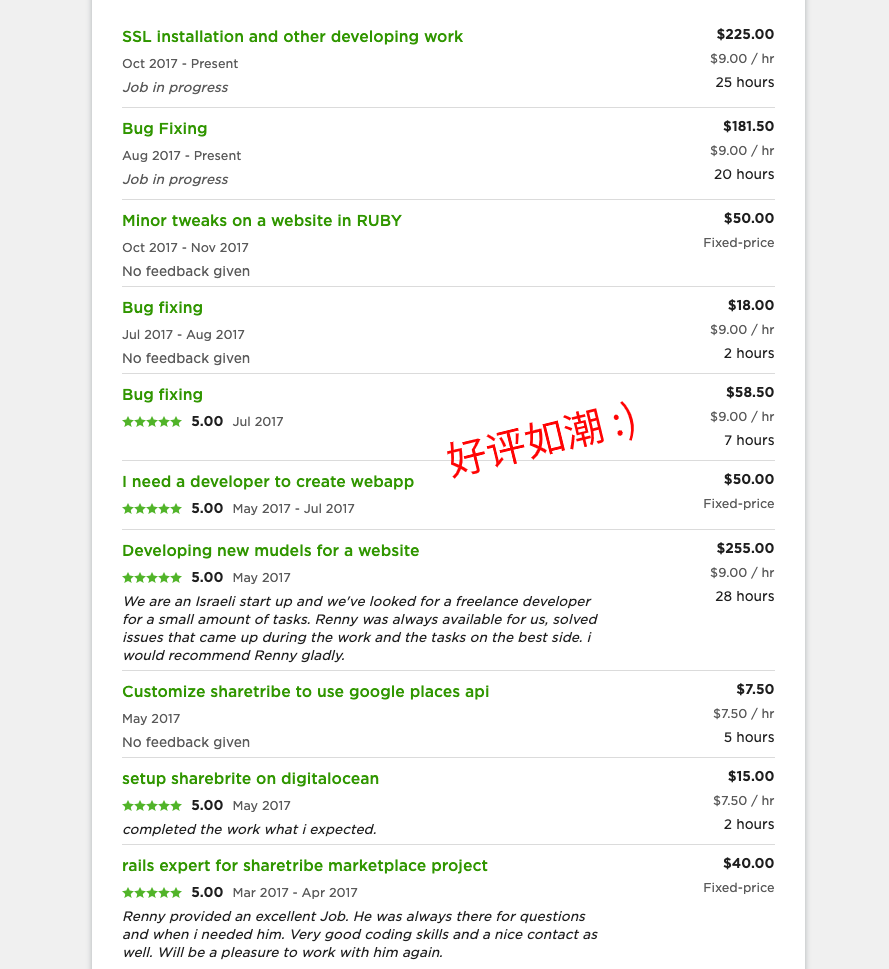 SSL installation and other developing work
$225.00
Oct 2017 - Present
$9.00 / hr
Job in progress
25 hours
Bug Fixing
$181.50
Aug 2017 - Present
$9.00 / hr
Job in progress
20 hours
Minor tweaks on a website in RUBY
$50.00
Oct 2017 - Nov 2017
Fixed-price
No feedback given
Bug fixing
$18.00
Jul 2017 - Aug 2017
$9.00 / hr
No feedback given
2 hours
Bug fixing
$58.50
5.00 Jul 2017
$9.00 / hr
7 hours
好评如潮 :)
I need a developer to create webapp
$50.00
5.00 May 2017 - Jul 2017
Fixed-price
Developing new mudels for a website
$255.00
5.00 May 2017
$9.00 / hr
28 hours
We are an Israeli start up and we've looked for a freelance developer
for a small amount of tasks. Renny was always available for us, solved
issues that came up during the work and the tasks on the best side. i
would recommend Renny gladly.
Customize sharetribe to use google places api
$7.50
May 2017
$7.50 / hr
No feedback given
5 hours
setup sharebrite on digitalocean
$15.00
5.00 May 2017
$7.50 / hr
completed the work what i expected.
2 hours
rails expert for sharetribe marketplace project
$40.00
5.00 Mar 2017 - Apr 2017
Fixed-price
Renny provided an excellent Job. He was always there for questions
and when i needed him. Very good coding skills and a nice contact as
well. Will be a pleasure to work with him again.